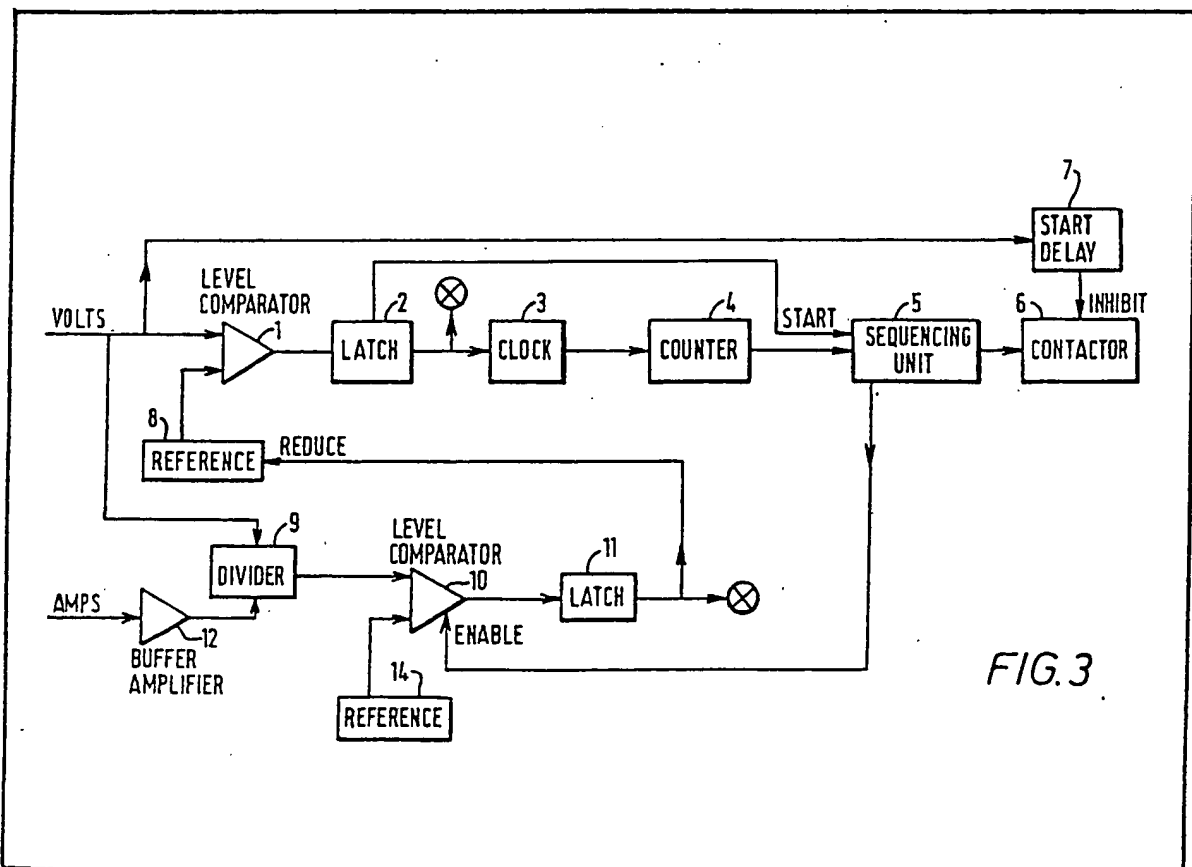 7
START
DELAY
LEVEL
COMPARATOR
VOLTS
1
2
LATCH
3
CLOCK
4
COUNTER
START
5
SEQUENCING
UNIT
6
INHIBIT
CONTACTOR
8
REFERENCE
REDUCE
9
DIVIDER
LEVEL
COMPARATOR
10
11
LATCH
AMPS
12
BUFFER
AMPLIFIER
ENABLE
14
REFERENCE
FIG.3